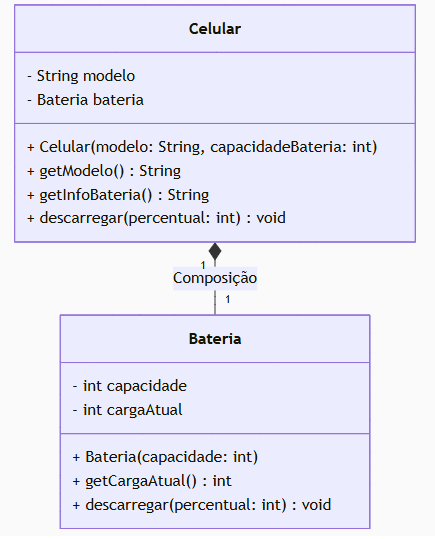 Celular
- String modelo
- Bateria bateria
+ Celular(modelo: String, capacidadeBateria: int)
+ getModelo() : String
+ getInfoBateria() : String
+ descarregar(percentual: int) : void
1
Composição
1
Bateria
- int capacidade
- int cargaAtual
+ Bateria(capacidade: int)
+ getCargaAtual() : int
+ descarregar(percentual: int) : void